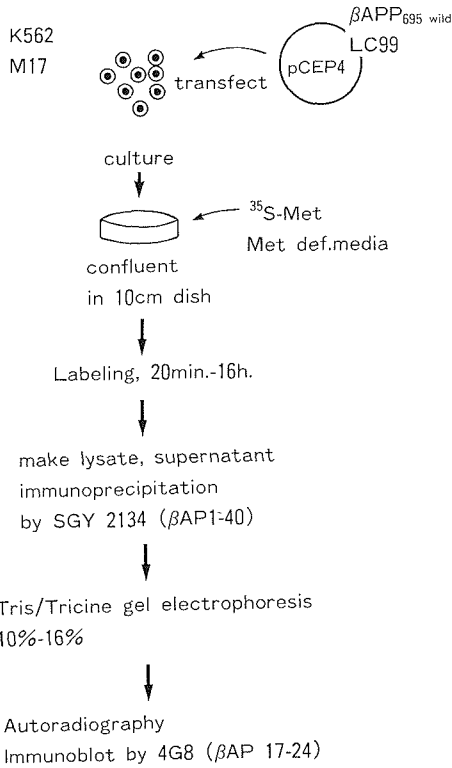 K562
M17
βAPP695 wild
LC99
pCEP4
transfect
culture
35S-Met
Met def.media
confluent
in 10cm dish
Labeling, 20min.-16h.
make lysate, supernatant
immunoprecipitation
by SGY 2134 (βAP1-40)
Tris/Tricine gel electrophoresis
10%-16%
Autoradiography
Immunoblot by 4G8 (βAP 17-24)